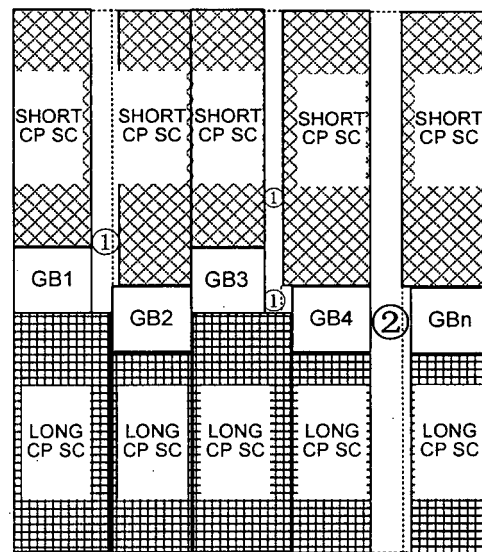 SHORT
CP SC
SHORT
CP SC
SHORT
CP SC
SHORT
CP SC
SHORT
CP SC
①
①
GB1
GB2
GB3
①
GB4
②
GBn
LONG
CP SC
LONG
CP SC
LONG
CP SC
LONG
CP SC
LONG
CP SC